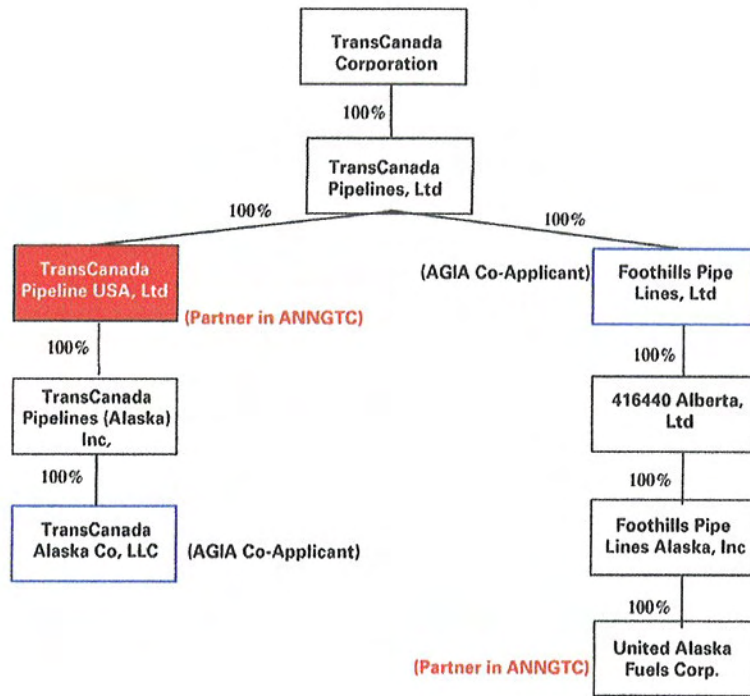 TransCanada
Corporation
100%
TransCanada
Pipelines, Ltd
100%
100%
TransCanada
Pipeline USA, Ltd
(Partner in ANNGTC)
(AGIA Co-Applicant)
Foothills Pipe
Lines, Ltd
100%
100%
TransCanada
Pipelines (Alaska)
Inc,
416440 Alberta,
Ltd
100%
100%
TransCanada
Alaska Co, LLC
(AGIA Co-Applicant)
Foothills Pipe
Lines Alaska, Inc
100%
(Partner in ANNGTC)
United Alaska
Fuels Corp.